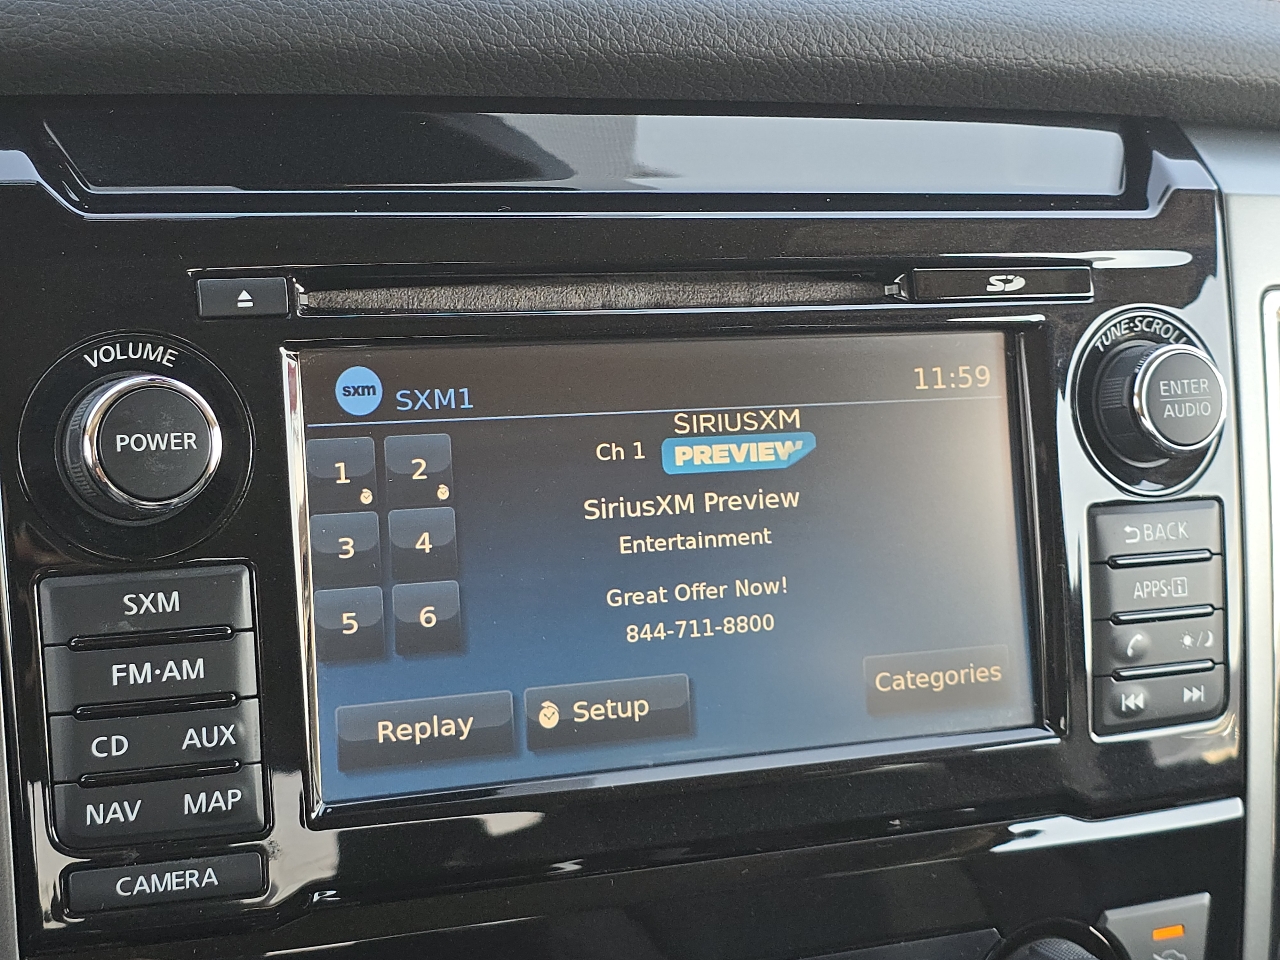 SD
VOLUME
POWER
TUNE·SCROLL
ENTER
AUDIO
sxm
SXM1
11:59
SIRIUSXM
Ch 1
PREVIEW
1
2
SiriusXM Preview
3
4
Entertainment
Great Offer Now!
5
6
844-711-8800
Categories
Replay
Setup
SXM
FM·AM
CD
AUX
NAV
MAP
CAMERA
BACK
APPS·i